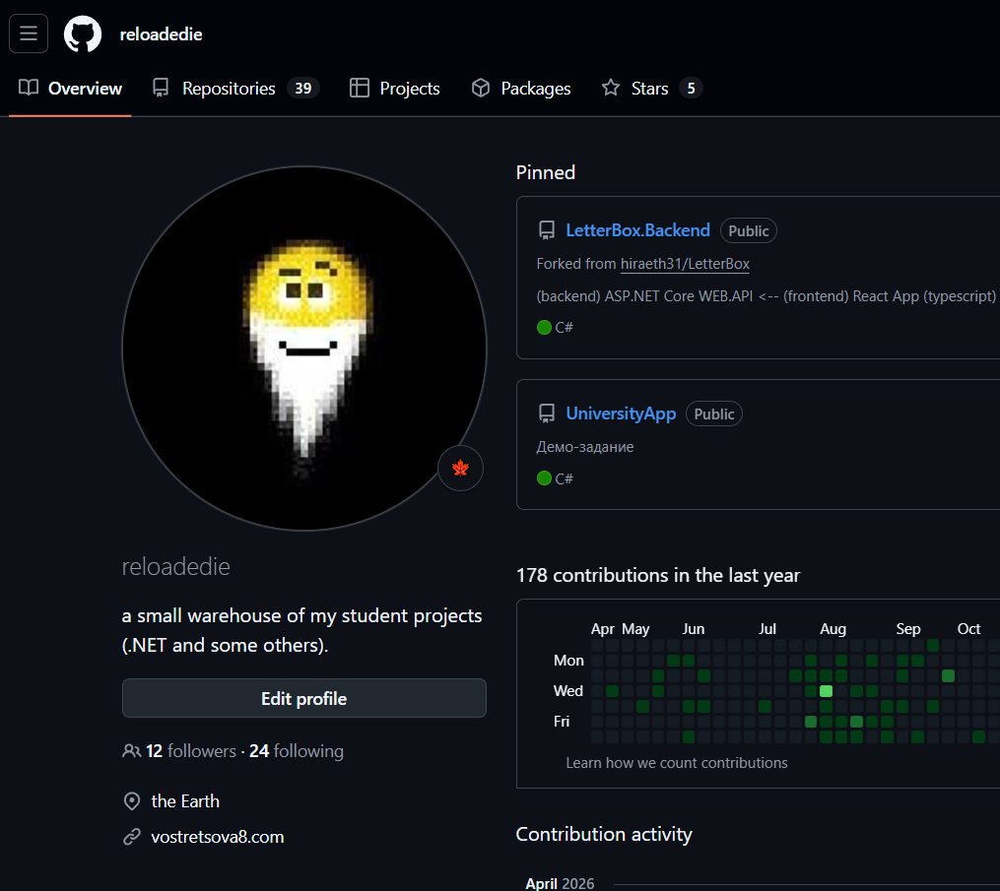 reloadedie
Overview Repositories 39 Projects Packages Stars 5
Pinned
LetterBox.Backend Public
Forked from hiraeth31/LetterBox
(backend) ASP.NET Core WEB.API <-- (frontend) React App (typescript)
C#
UniversityApp Public
Демо-задание
C#
reloadedie
a small warehouse of my student projects
(.NET and some others).
Edit profile
12 followers · 24 following
the Earth
vostretsova8.com
178 contributions in the last year
Apr May Jun Jul Aug Sep Oct
Mon
Wed
Fri
Learn how we count contributions
Contribution activity
April 2026